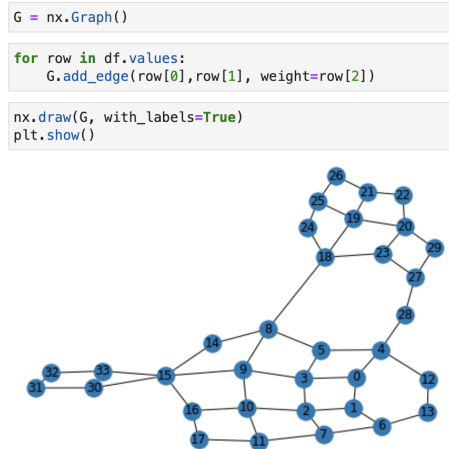 G = nx.Graph()
for row in df.values:
    G.add_edge(row[0],row[1], weight=row[2])
nx.draw(G, with_labels=True)
plt.show()
26
21 22
25
19
24 20
18 23 29
27
28
8
14 5 4
32 33 15 9 3 0 12
31 30
16 10 2 1 13
17 11 7 6